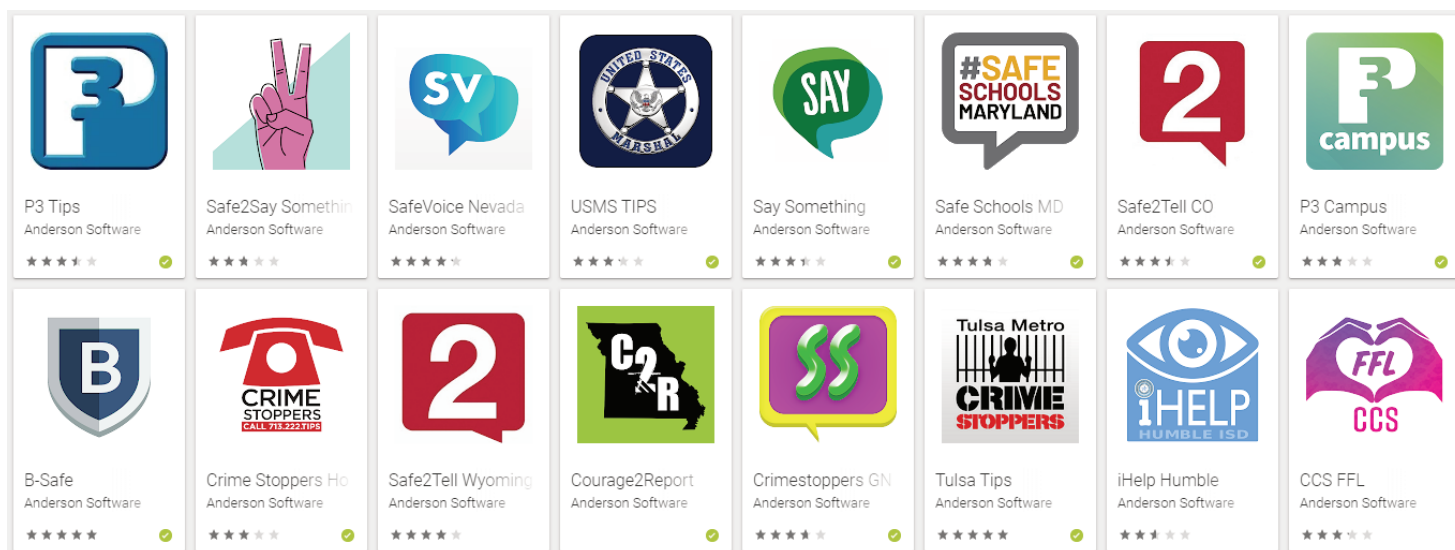 P3
SV
UNITED STATES
MARSHAL
SAY
#SAFE
SCHOOLS
MARYLAND
2
P3
campus
P3 Tips
Safe2Say Somethin
SafeVoice Nevada
USMS TIPS
Say Something
Safe Schools MD
Safe2Tell CO
P3 Campus
Anderson Software
Anderson Software
Anderson Software
Anderson Software
Anderson Software
Anderson Software
Anderson Software
Anderson Software
B
CRIME
STOPPERS
CALL 713.222.TIPS
2
C2R
SS
Tulsa Metro
CRIME
STOPPERS
iHELP
HUMBLE ISD
FFL
CCS
B-Safe
Crime Stoppers Ho
Safe2Tell Wyoming
Courage2Report
Crimestoppers GN
Tulsa Tips
iHelp Humble
CCS FFL
Anderson Software
Anderson Software
Anderson Software
Anderson Software
Anderson Software
Anderson Software
Anderson Software
Anderson Software